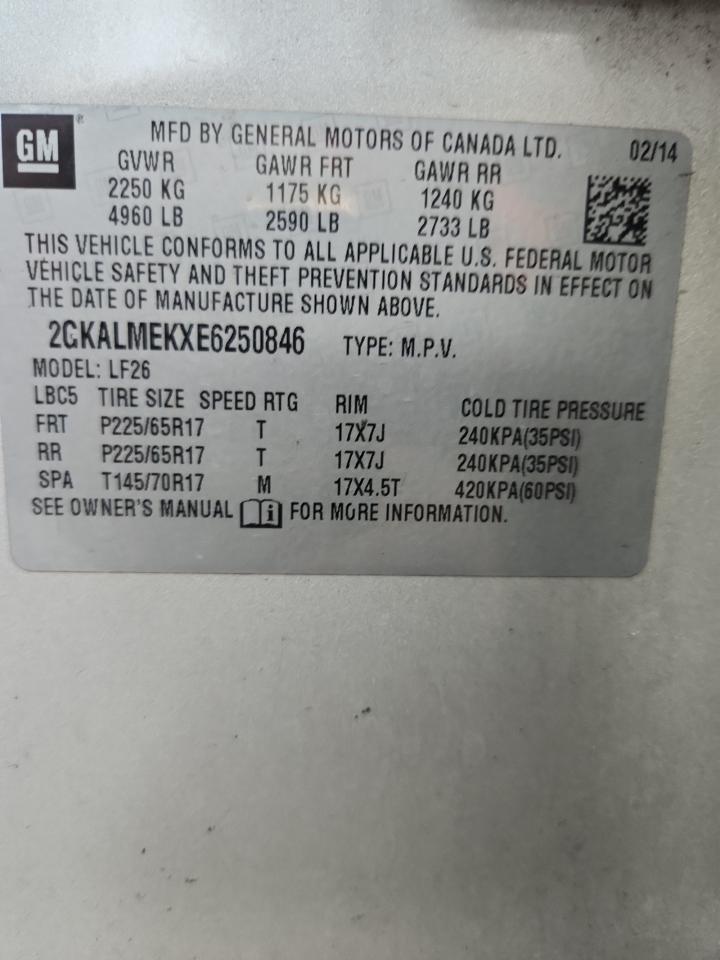 GM ®
MFD BY GENERAL MOTORS OF CANADA LTD. 02/14
GVWR GAWR FRT GAWR RR
2250 KG 1175 KG 1240 KG
4960 LB 2590 LB 2733 LB
THIS VEHICLE CONFORMS TO ALL APPLICABLE U.S. FEDERAL MOTOR
VEHICLE SAFETY AND THEFT PREVENTION STANDARDS IN EFFECT ON
THE DATE OF MANUFACTURE SHOWN ABOVE.
2GKALMEKXE6250846 TYPE: M.P.V.
MODEL: LF26
LBC5 TIRE SIZE SPEED RTG RIM COLD TIRE PRESSURE
FRT P225/65R17 T 17X7J 240KPA(35PSI)
RR P225/65R17 T 17X7J 240KPA(35PSI)
SPA T145/70R17 M 17X4.5T 420KPA(60PSI)
SEE OWNER'S MANUAL i FOR MORE INFORMATION.